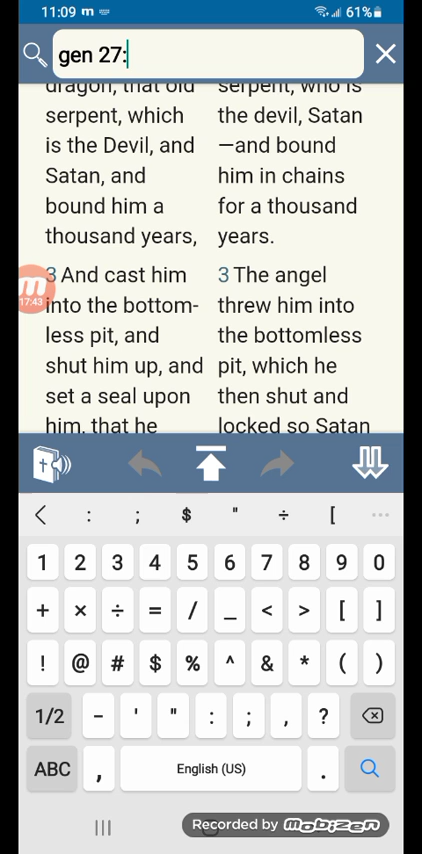 11:09 m 61%
gen 27:
dragon, that old
serpent, which
is the Devil, and
Satan, and
bound him a
thousand years,
3 And cast him
into the bottom-
less pit, and
shut him up, and
set a seal upon
him, that he
serpent, who is
the devil, Satan
—and bound
him in chains
for a thousand
years.
3 The angel
threw him into
the bottomless
pit, which he
then shut and
locked so Satan
m
17:43
: ; $ " ÷ [ ...
1 2 3 4 5 6 7 8 9 0
+ × ÷ = / _ < > [ ]
! @ # $ % ^ & * ( )
1/2 - ' " : ; , ?
ABC , English (US) .
Recorded by mobizen